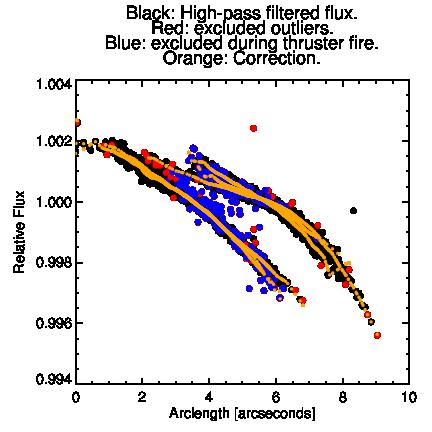 Black: High-pass filtered flux.
Red: excluded outliers.
Blue: excluded during thruster fire.
Orange: Correction.
1.004
1.002
1.000
0.998
0.996
0.994
Relative Flux
0 2 4 6 8 10
Arclength [arcseconds]